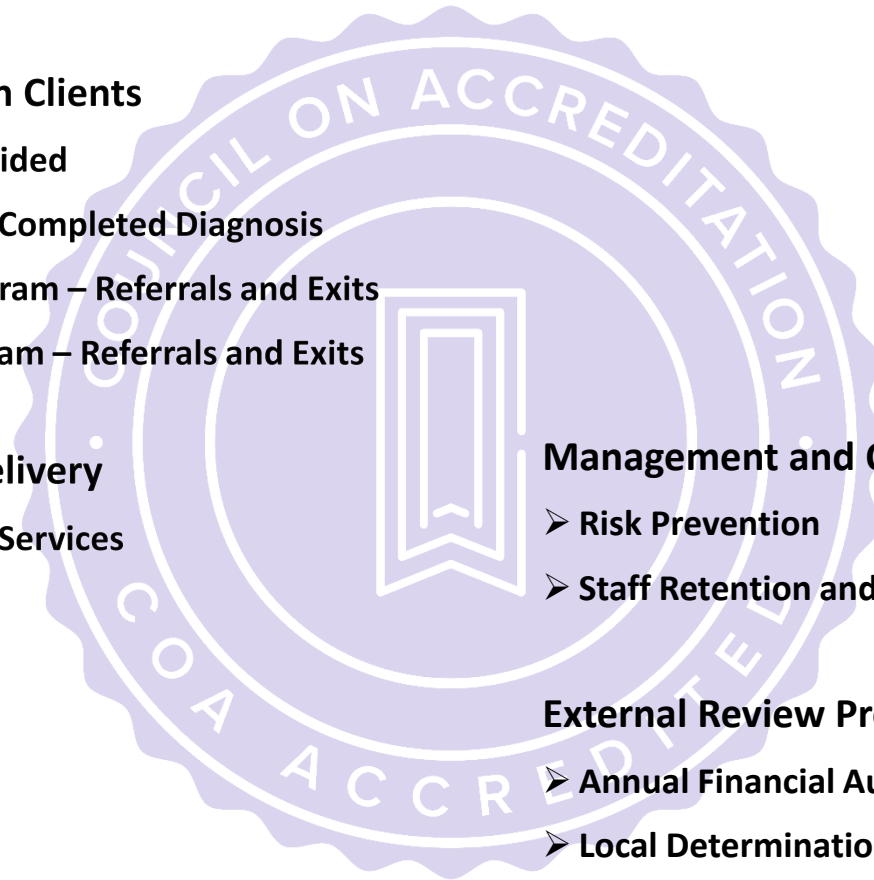 n Clients
ided
Completed Diagnosis
ram – Referrals and Exits
am – Referrals and Exits
elivery
Services
Management and
➢ Risk Prevention
➢ Staff Retention and
External Review Pr
➢ Annual Financial Au
➢ Local Determinatio
COUNCIL ON ACCREDITATION
COA ACCREDITED